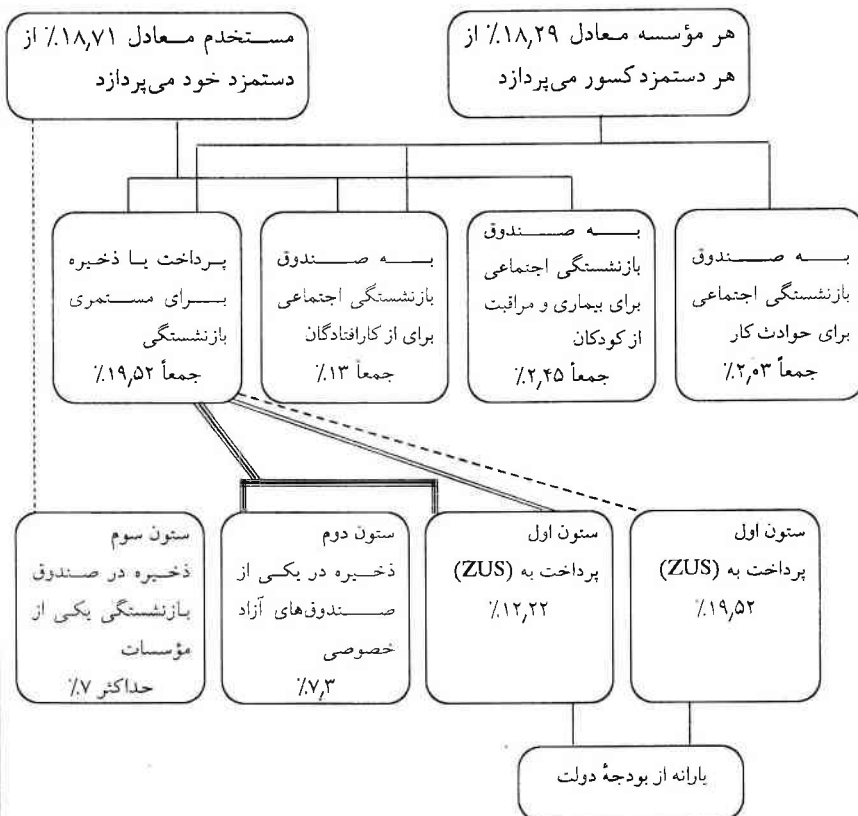 هر مؤسسه معادل ۱۸,۲۹٪ از
هر دستمزد کسور می‌پردازد
مستخدم معادل ۱۸,۷۱٪ از
دستمزد خود می‌پردازد
به صندوق
بازنشستگی اجتماعی
برای حوادث کار
جمعاً ۲,۰۳٪
به صندوق
بازنشستگی اجتماعی
برای بیماری و مراقبت
از کودکان
جمعاً ۲,۴۵٪
به صندوق
بازنشستگی اجتماعی
برای از کارافتادگان
جمعاً ۱۳٪
پرداخت یا ذخیره
برای مستمری
بازنشستگی
جمعاً ۱۹,۵۲٪
ستون اول
پرداخت به (ZUS)
۱۹,۵۲٪
ستون اول
پرداخت به (ZUS)
۱۲,۲۲٪
ستون دوم
ذخیره در یکی از
صندوق‌های آزاد
خصوصی
۷,۳٪
ستون سوم
ذخیره در صندوق
بازنشستگی یکی از
مؤسسات
حداکثر ۷٪
یارانه از بودجهٔ دولت